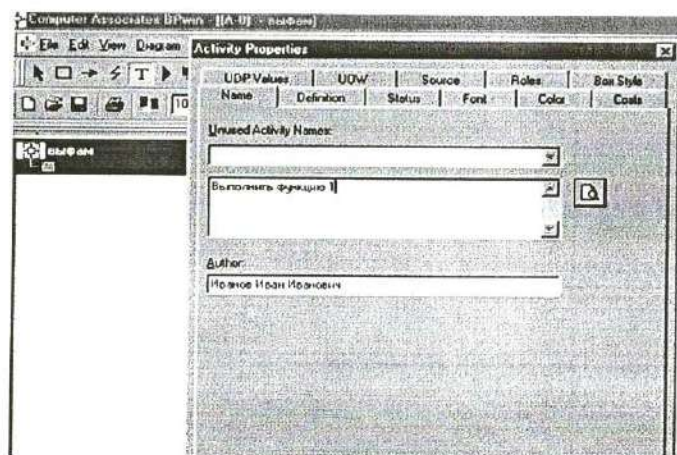 Computer Associates BPwin - [(A-0) - выфам]
File Edit View Diagram
T
10
выфам
Activity Properties
UDP Values UOW Source Roles Box Style
Name Definition Status Font Color Costs
Unused Activity Names:
Выполнить функцию 1
Author:
Иванов Иван Иванович